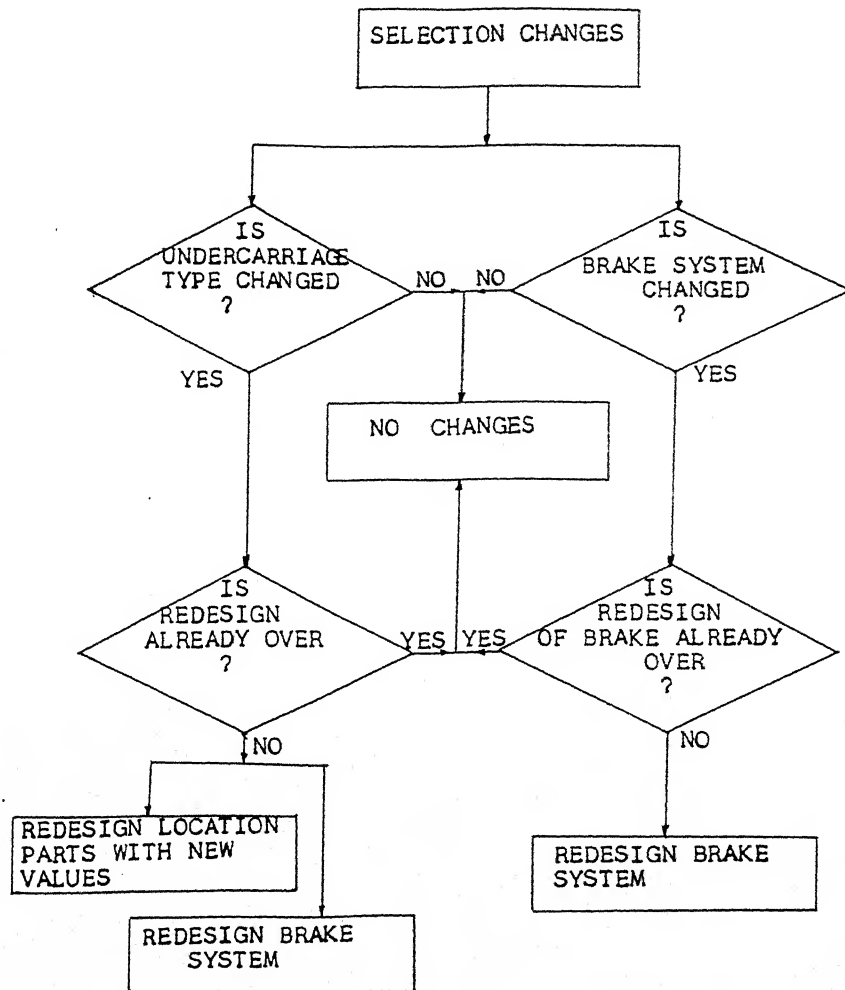 SELECTION CHANGES
IS
UNDERCARRIAGE
TYPE CHANGED
?
IS
BRAKE SYSTEM
CHANGED
?
NO
NO
YES
YES
NO CHANGES
IS
REDESIGN
ALREADY OVER
?
IS
REDESIGN
OF BRAKE ALREADY
OVER
?
YES
YES
NO
NO
REDESIGN LOCATION
PARTS WITH NEW
VALUES
REDESIGN BRAKE
SYSTEM
REDESIGN BRAKE
SYSTEM